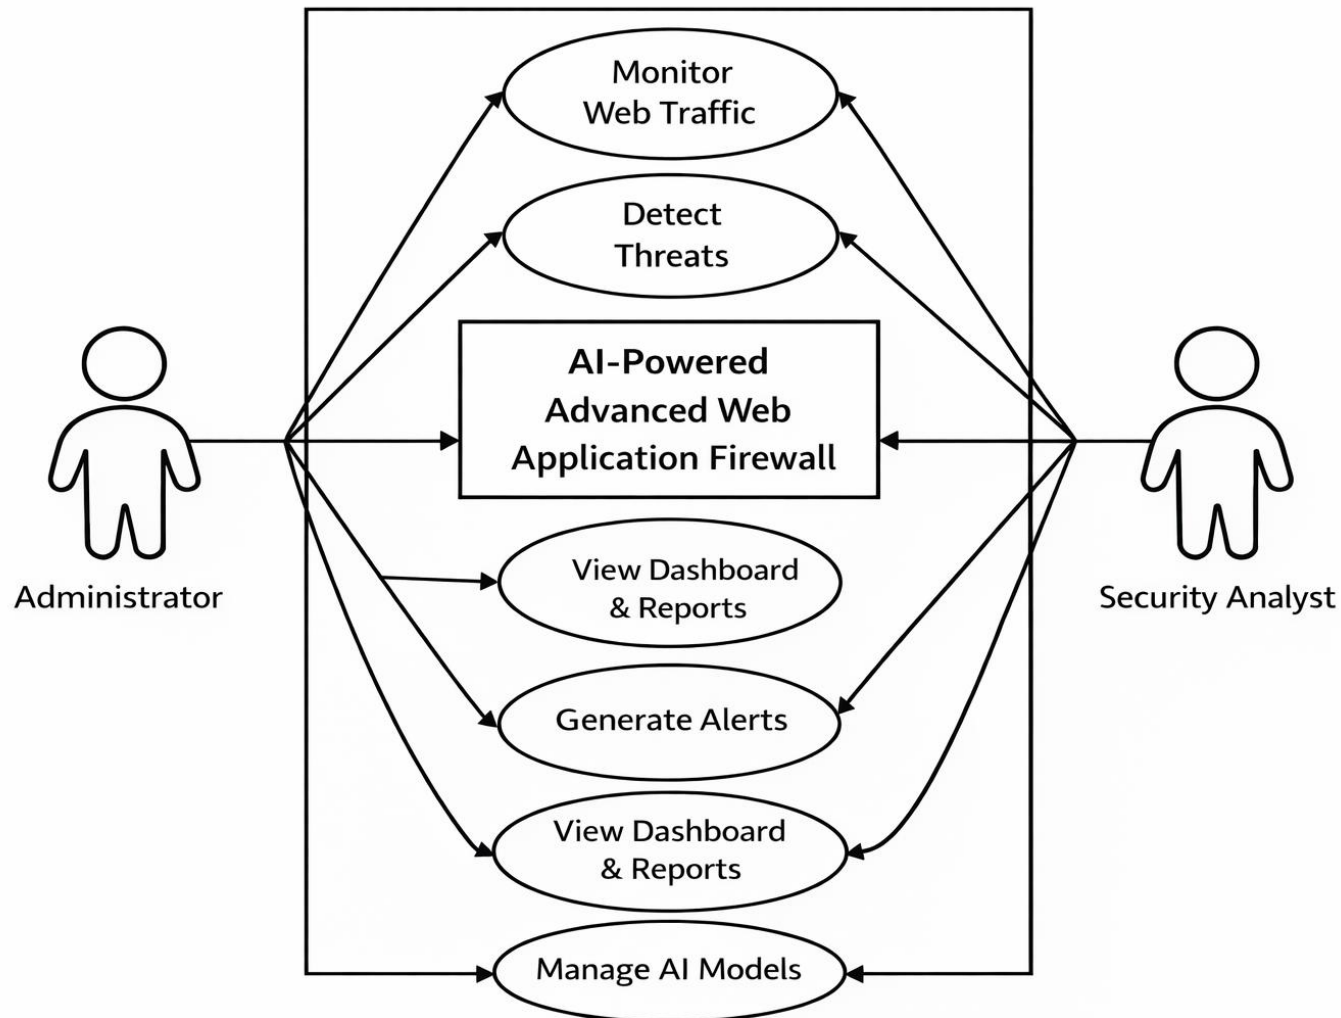 Monitor
Web Traffic
Detect
Threats
AI-Powered
Advanced Web
Application Firewall
View Dashboard
& Reports
Administrator
Security Analyst
Generate Alerts
View Dashboard
& Reports
Manage AI Models